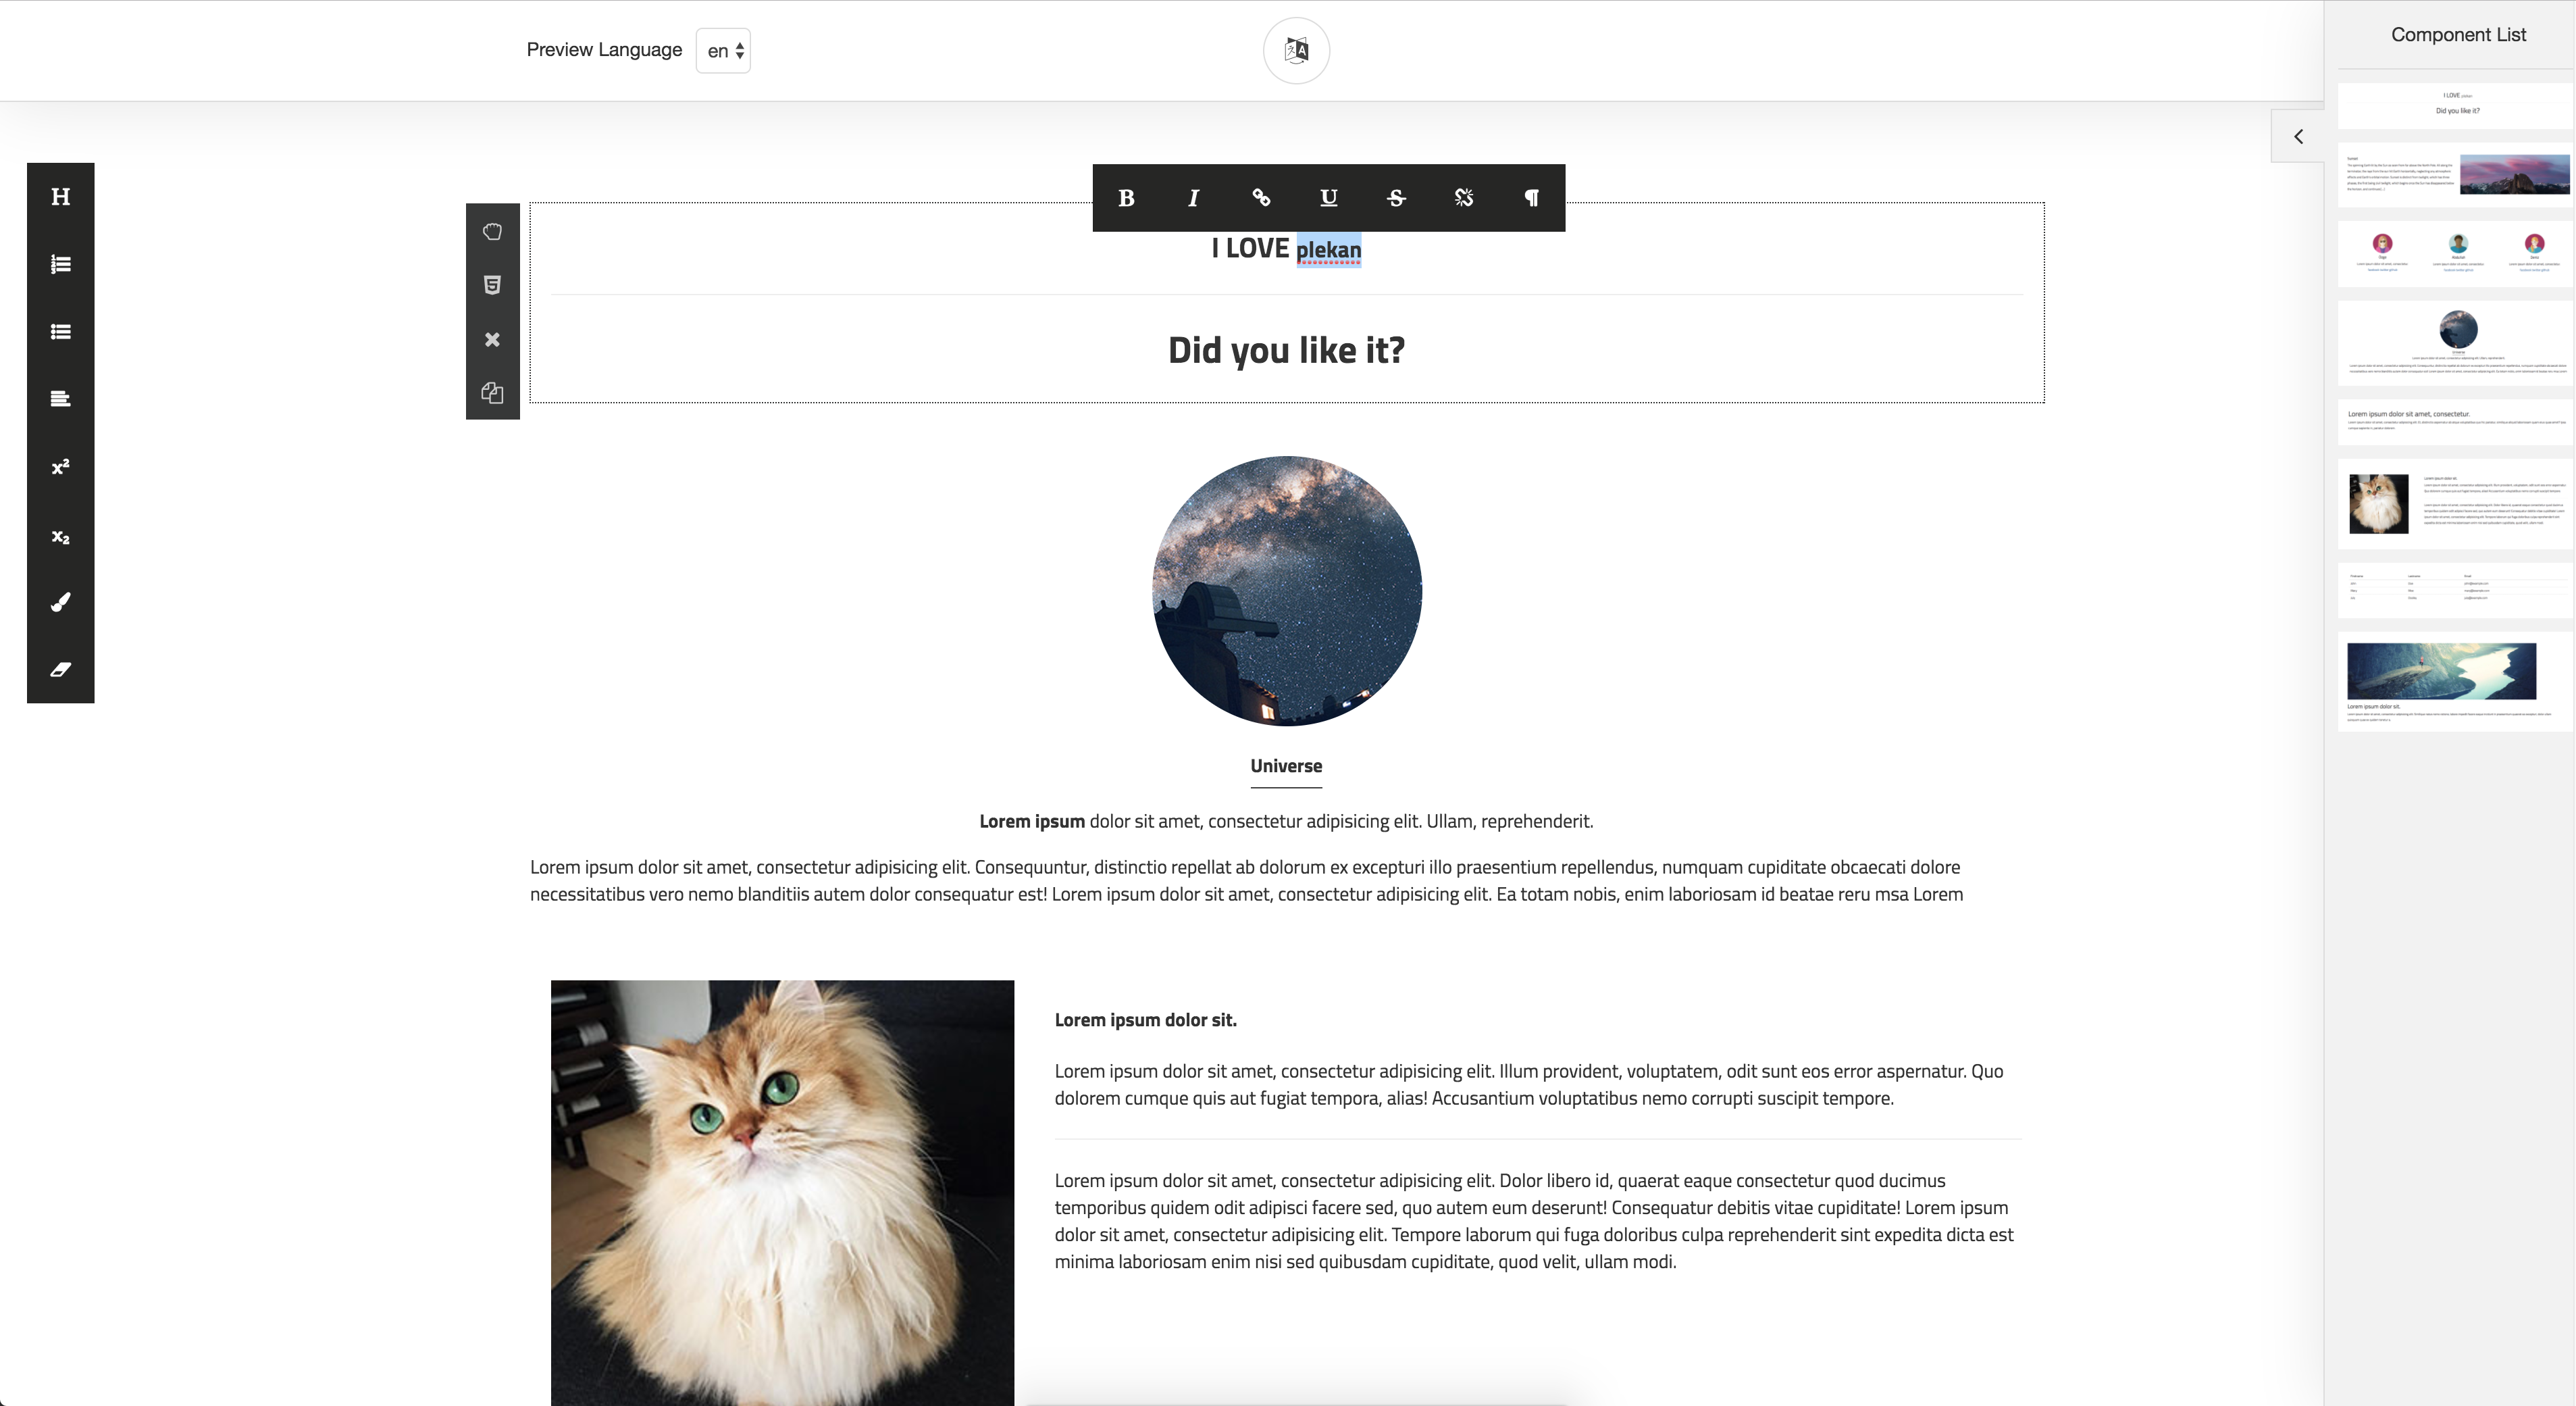 Preview Language en
Component List
H
B I U S ¶
I LOVE plekan
Did you like it?
x²
x₂
Universe
Lorem ipsum dolor sit amet, consectetur adipisicing elit. Ullam, reprehenderit.
Lorem ipsum dolor sit amet, consectetur adipisicing elit. Consequuntur, distinctio repellat ab dolorum ex excepturi illo praesentium repellendus, numquam cupiditate obcaecati dolore
necessitatibus vero nemo blanditiis autem dolor consequatur est! Lorem ipsum dolor sit amet, consectetur adipisicing elit. Ea totam nobis, enim laboriosam id beatae reru msa Lorem
Lorem ipsum dolor sit.
Lorem ipsum dolor sit amet, consectetur adipisicing elit. Illum provident, voluptatem, odit sunt eos error aspernatur. Quo
dolorem cumque quis aut fugiat tempora, alias! Accusantium voluptatibus nemo corrupti suscipit tempore.
Lorem ipsum dolor sit amet, consectetur adipisicing elit. Dolor libero id, quaerat eaque consectetur quod ducimus
temporibus quidem odit adipisci facere sed, quo autem eum deserunt! Consequatur debitis vitae cupiditate! Lorem ipsum
dolor sit amet, consectetur adipisicing elit. Tempore laborum qui fuga doloribus culpa reprehenderit sint expedita dicta est
minima laboriosam enim nisi sed quibusdam cupiditate, quod velit, ullam modi.
I LOVE plekan
Did you like it?
Universe
Lorem ipsum dolor sit amet, consectetur.
Lorem ipsum dolor sit.